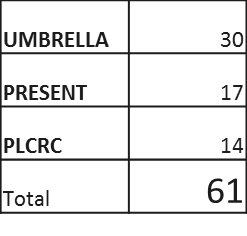 UMBRELLA 30
PRESENT 17
PLCRC 14
Total 61